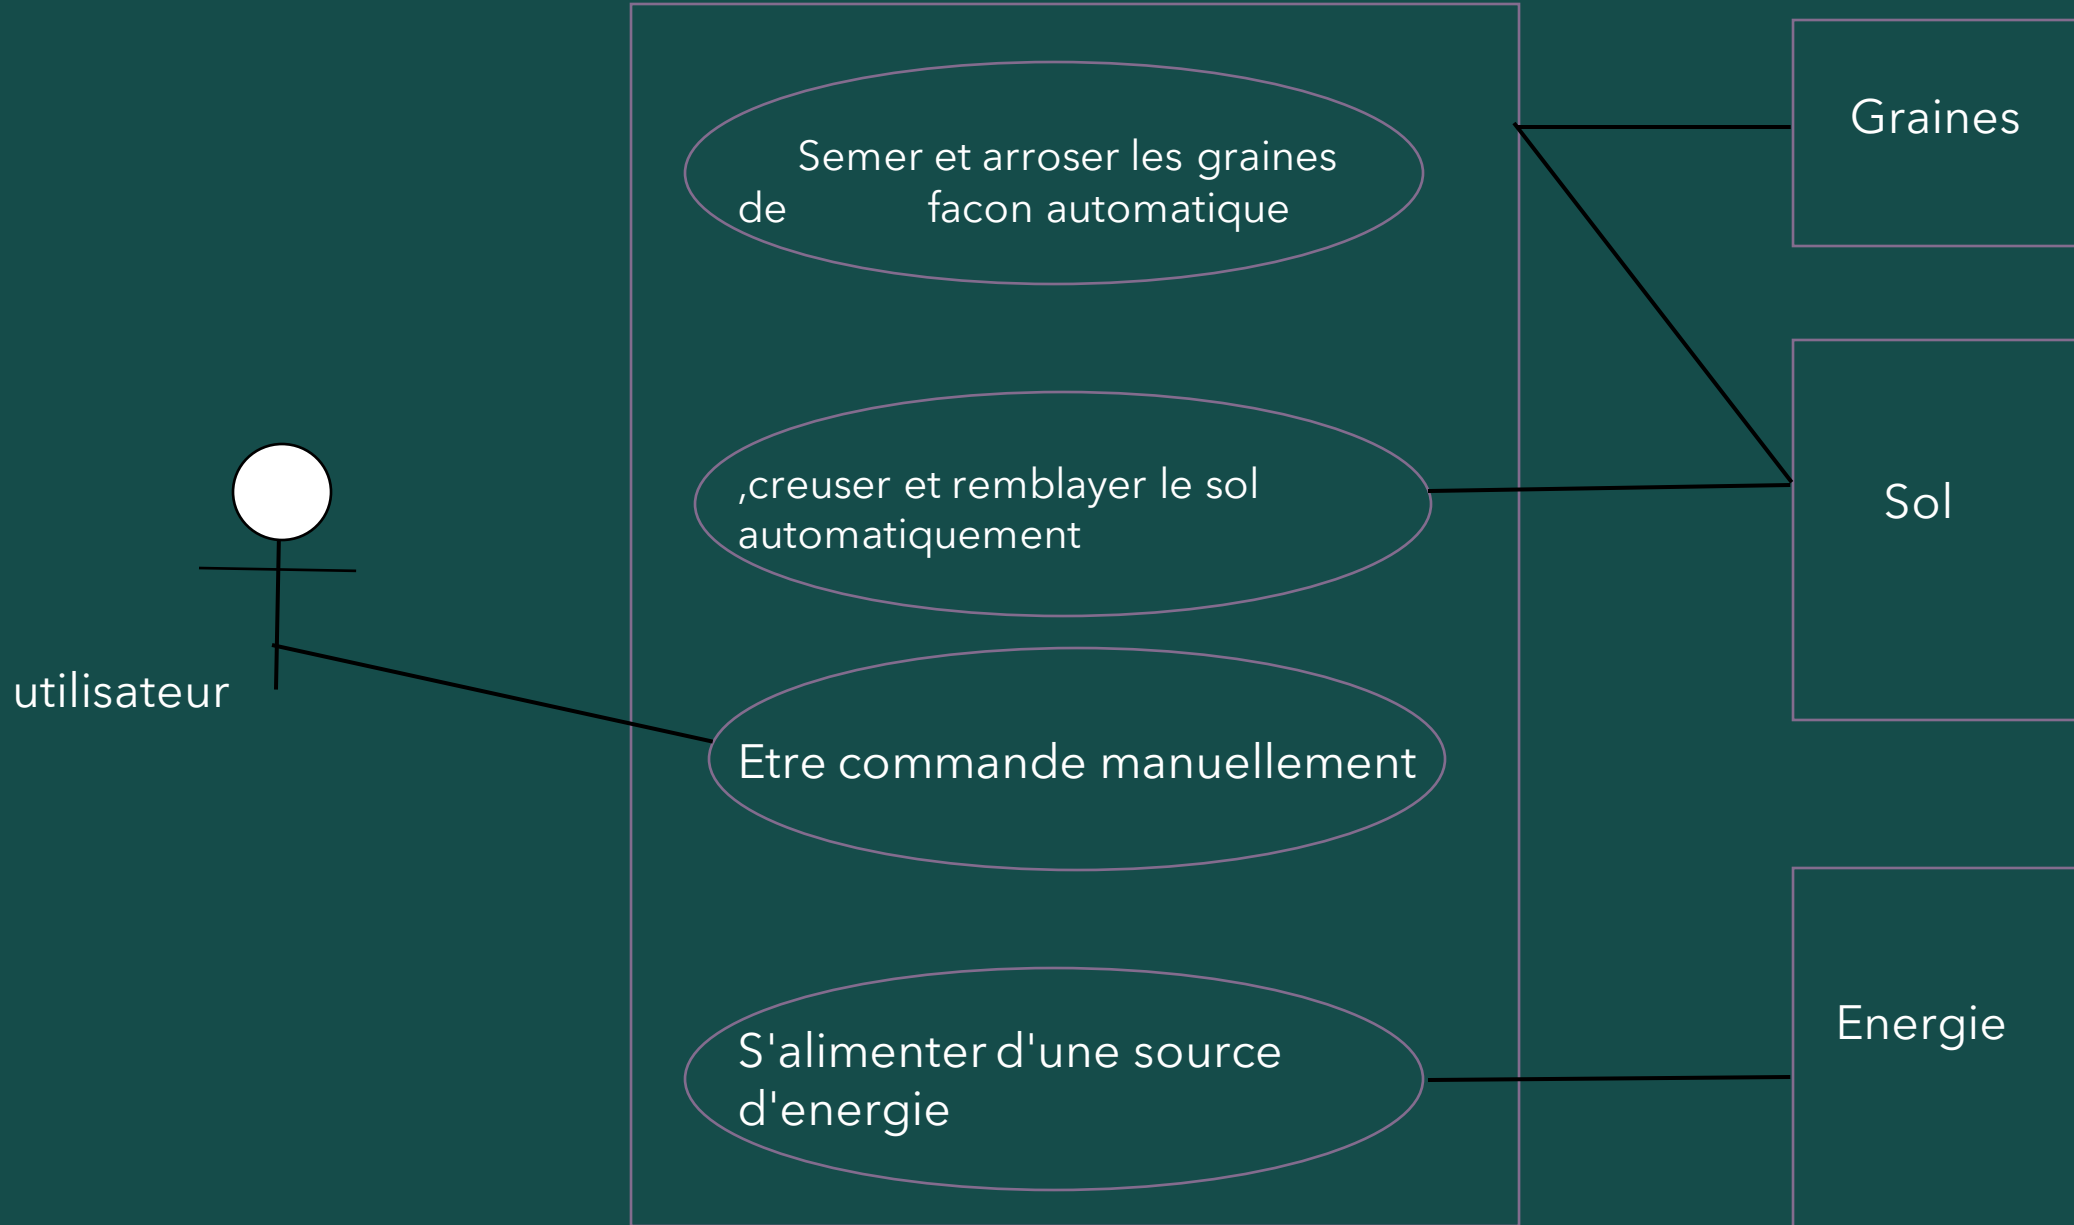 Semer et arroser les graines
de facon automatique
Graines
,creuser et remblayer le sol
automatiquement
Sol
utilisateur
Etre commande manuellement
S'alimenter d'une source
d'energie
Energie